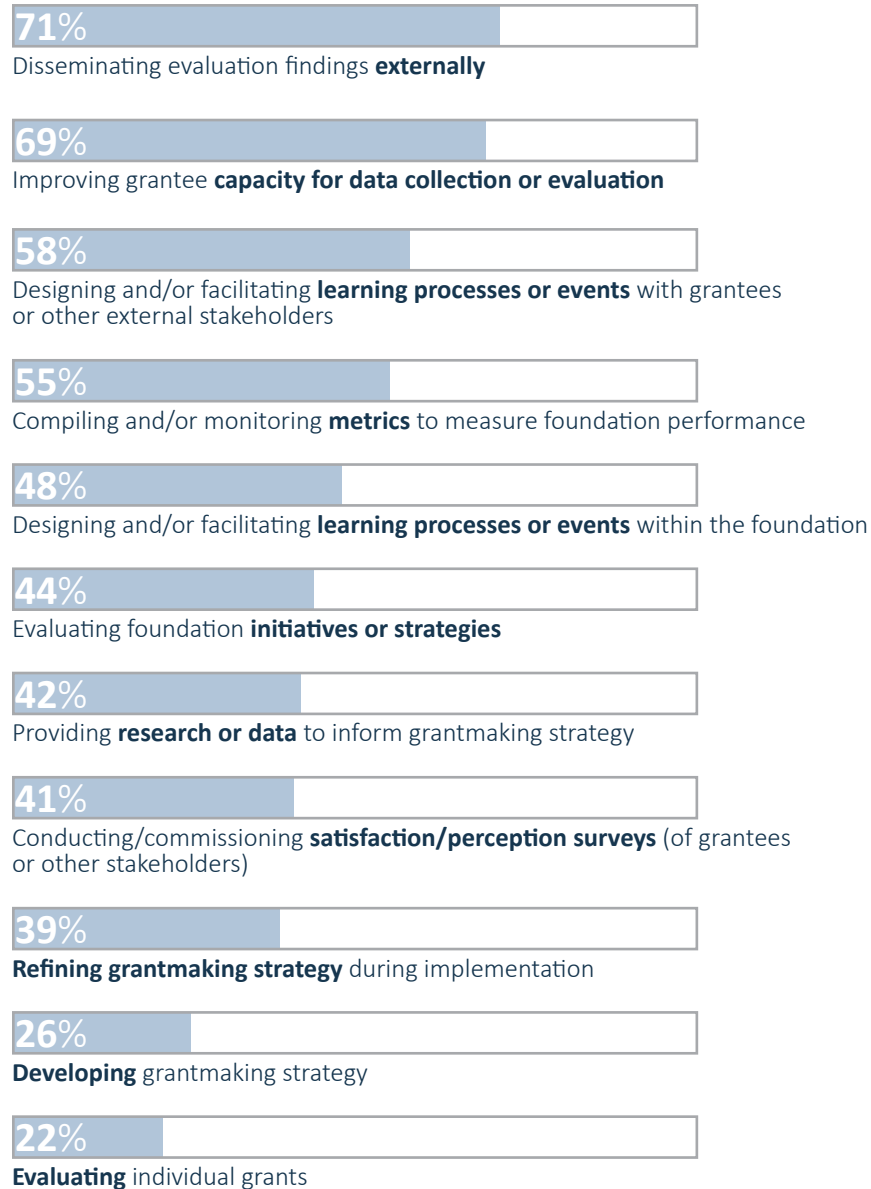 71%
Disseminating evaluation findings externally
69%
Improving grantee capacity for data collection or evaluation
58%
Designing and/or facilitating learning processes or events with grantees
or other external stakeholders
55%
Compiling and/or monitoring metrics to measure foundation performance
48%
Designing and/or facilitating learning processes or events within the foundation
44%
Evaluating foundation initiatives or strategies
42%
Providing research or data to inform grantmaking strategy
41%
Conducting/commissioning satisfaction/perception surveys (of grantees
or other stakeholders)
39%
Refining grantmaking strategy during implementation
26%
Developing grantmaking strategy
22%
Evaluating individual grants